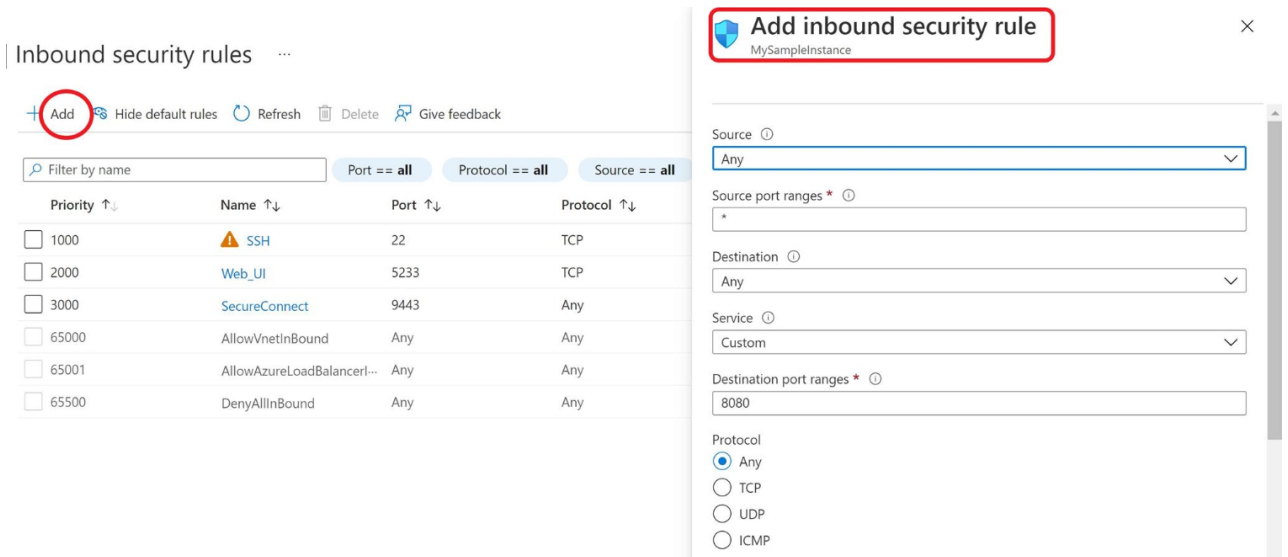 Inbound security rules ...
+ Add Hide default rules Refresh Delete Give feedback
Filter by name Port == all Protocol == all Source == all
Priority ↑↓ Name ↑↓ Port ↑↓ Protocol ↑↓
1000 SSH 22 TCP
2000 Web_UI 5233 TCP
3000 SecureConnect 9443 Any
65000 AllowVnetInBound Any Any
65001 AllowAzureLoadBalancerI... Any Any
65500 DenyAllInBound Any Any
Add inbound security rule
MySampleInstance
Source
Any
Source port ranges *
*
Destination
Any
Service
Custom
Destination port ranges *
8080
Protocol
Any
TCP
UDP
ICMP